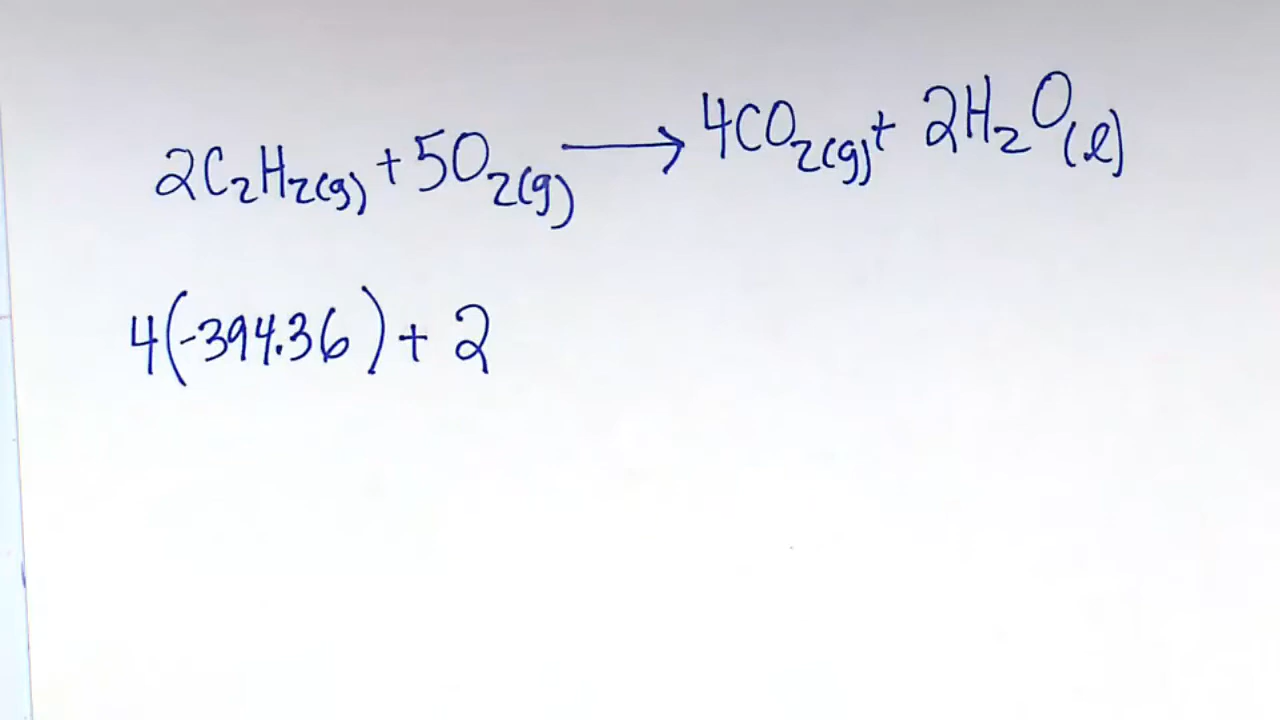 2C₂H₂(g) + 5O₂(g) ⟶ 4CO₂(g) + 2H₂O(l)
4(-394.36) + 2